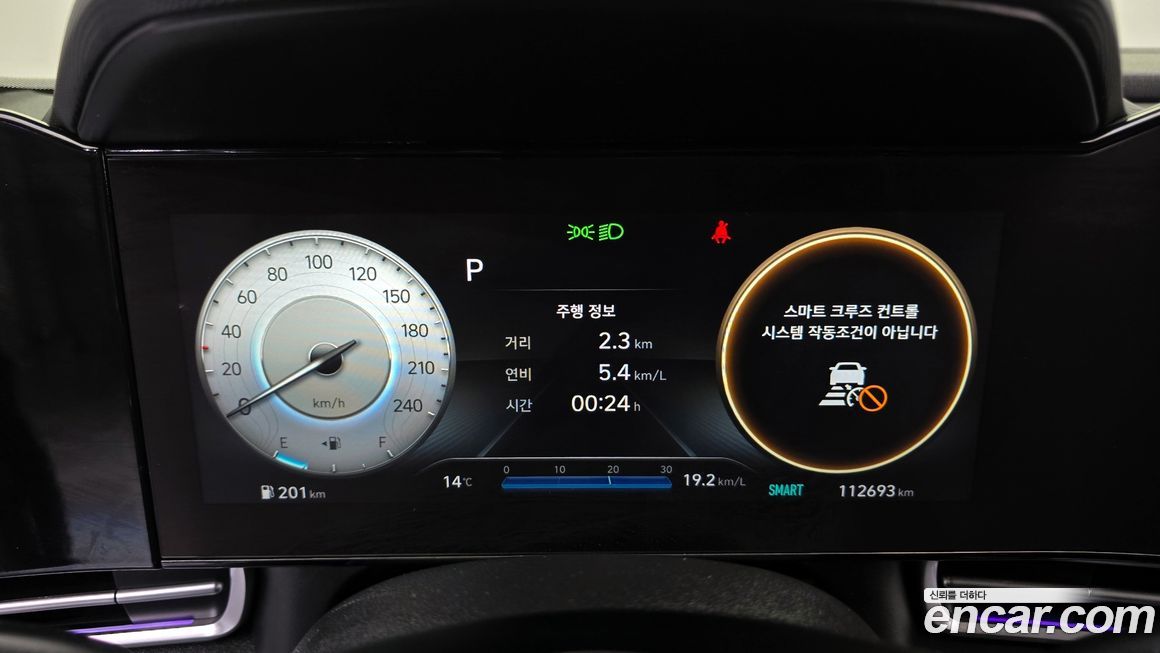 P
100
80
120
60
150
40
180
20
210
0
240
km/h
E
F
201 km
주행 정보
거리 2.3 km
연비 5.4 km/L
시간 00:24 h
14℃
0 10 20 30
19.2 km/L
스마트 크루즈 컨트롤
시스템 작동조건이 아닙니다
SMART
112693 km
신뢰를 더하다
encar.com